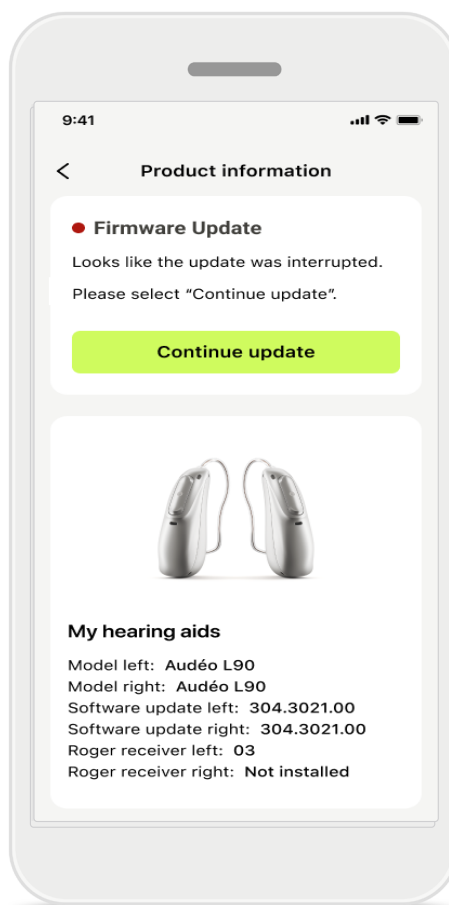 9:41
Product information
Firmware Update
Looks like the update was interrupted.
Please select “Continue update”.
Continue update
My hearing aids
Model left: Audéo L90
Model right: Audéo L90
Software update left: 304.3021.00
Software update right: 304.3021.00
Roger receiver left: 03
Roger receiver right: Not installed